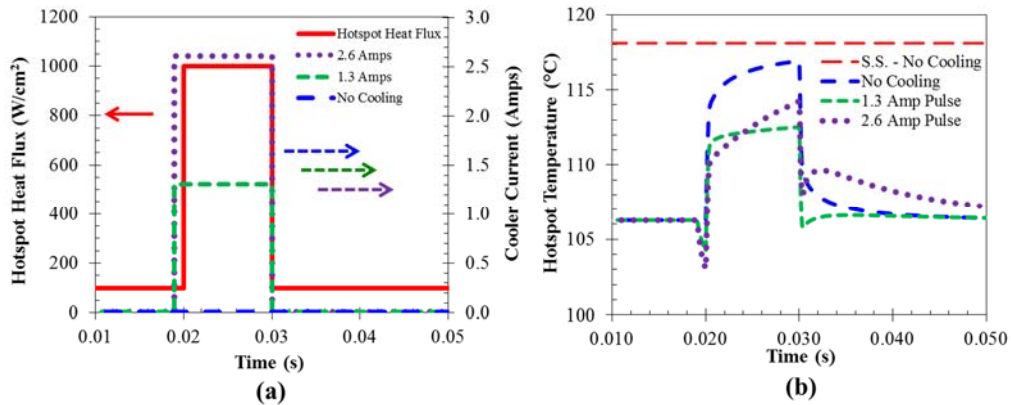 1200
1000
800
600
400
200
0
Hotspot Heat Flux (W/cm²)
3.0
2.5
2.0
1.5
1.0
0.5
0.0
Cooler Current (Amps)
Hotspot Heat Flux
2.6 Amps
1.3 Amps
No Cooling
0.01 0.02 0.03 0.04 0.05
Time (s)
(a)
120
115
110
105
100
Hotspot Temperature (°C)
S.S. - No Cooling
No Cooling
1.3 Amp Pulse
2.6 Amp Pulse
0.010 0.020 0.030 0.040 0.050
Time (s)
(b)